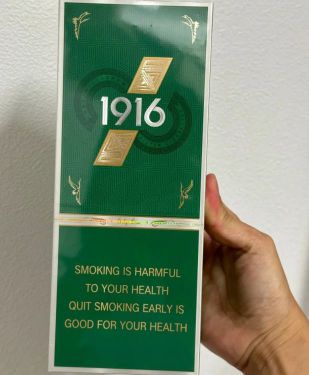 1916
SMOKING IS HARMFUL
TO YOUR HEALTH
QUIT SMOKING EARLY IS
GOOD FOR YOUR HEALTH